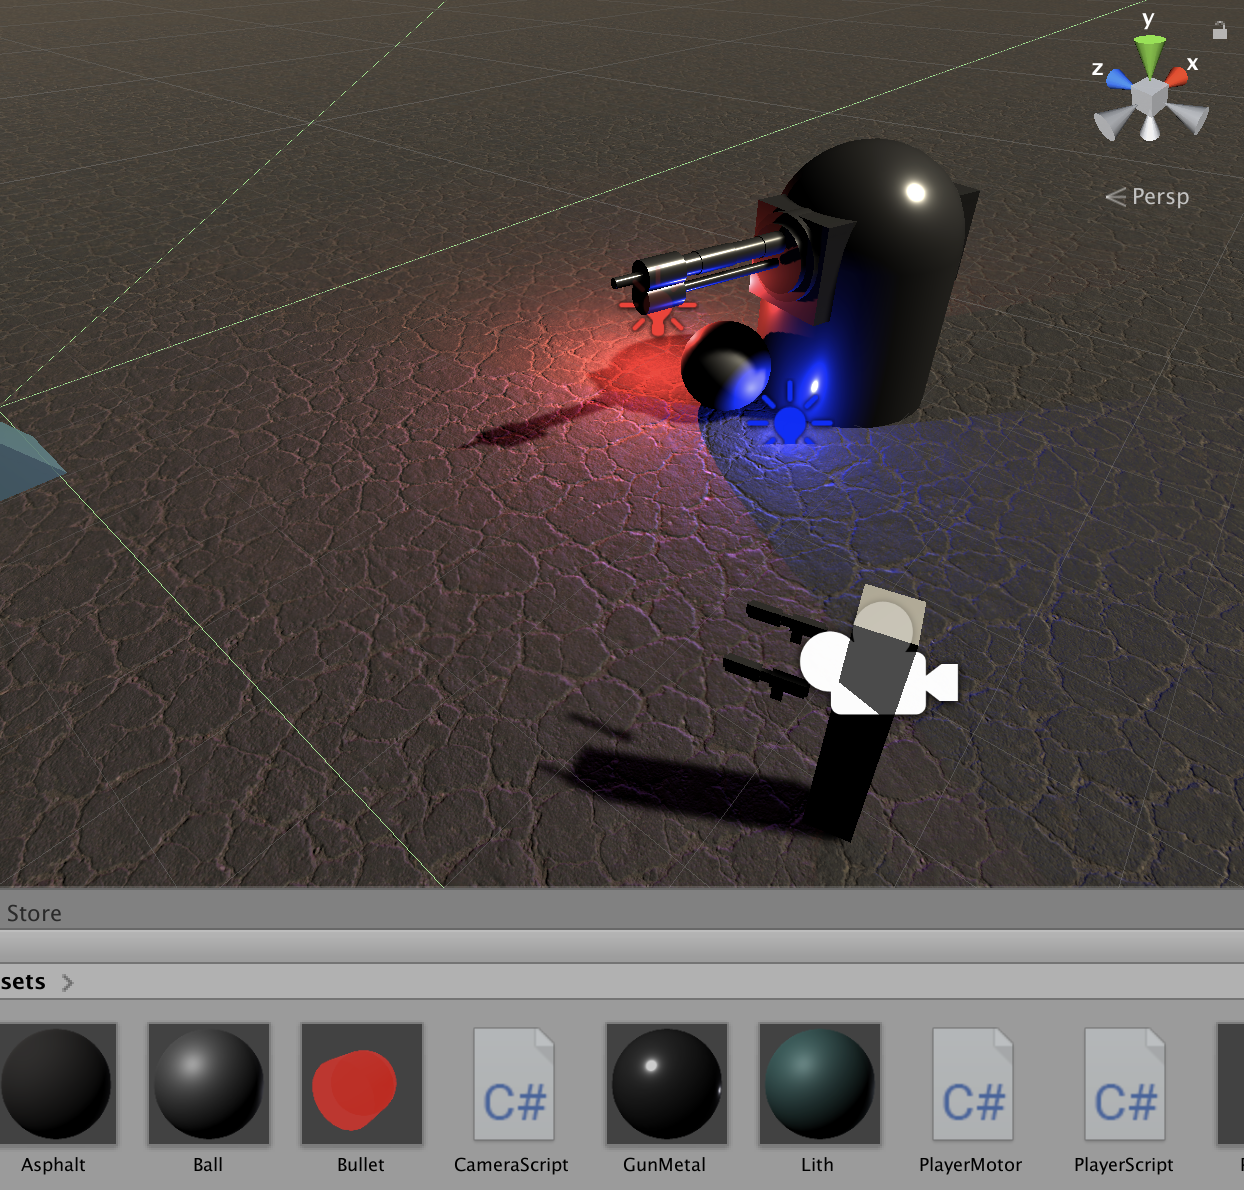 y
z
x
Persp
Store
sets
C#
C#
C#
Asphalt
Ball
Bullet
CameraScript
GunMetal
Lith
PlayerMotor
PlayerScript